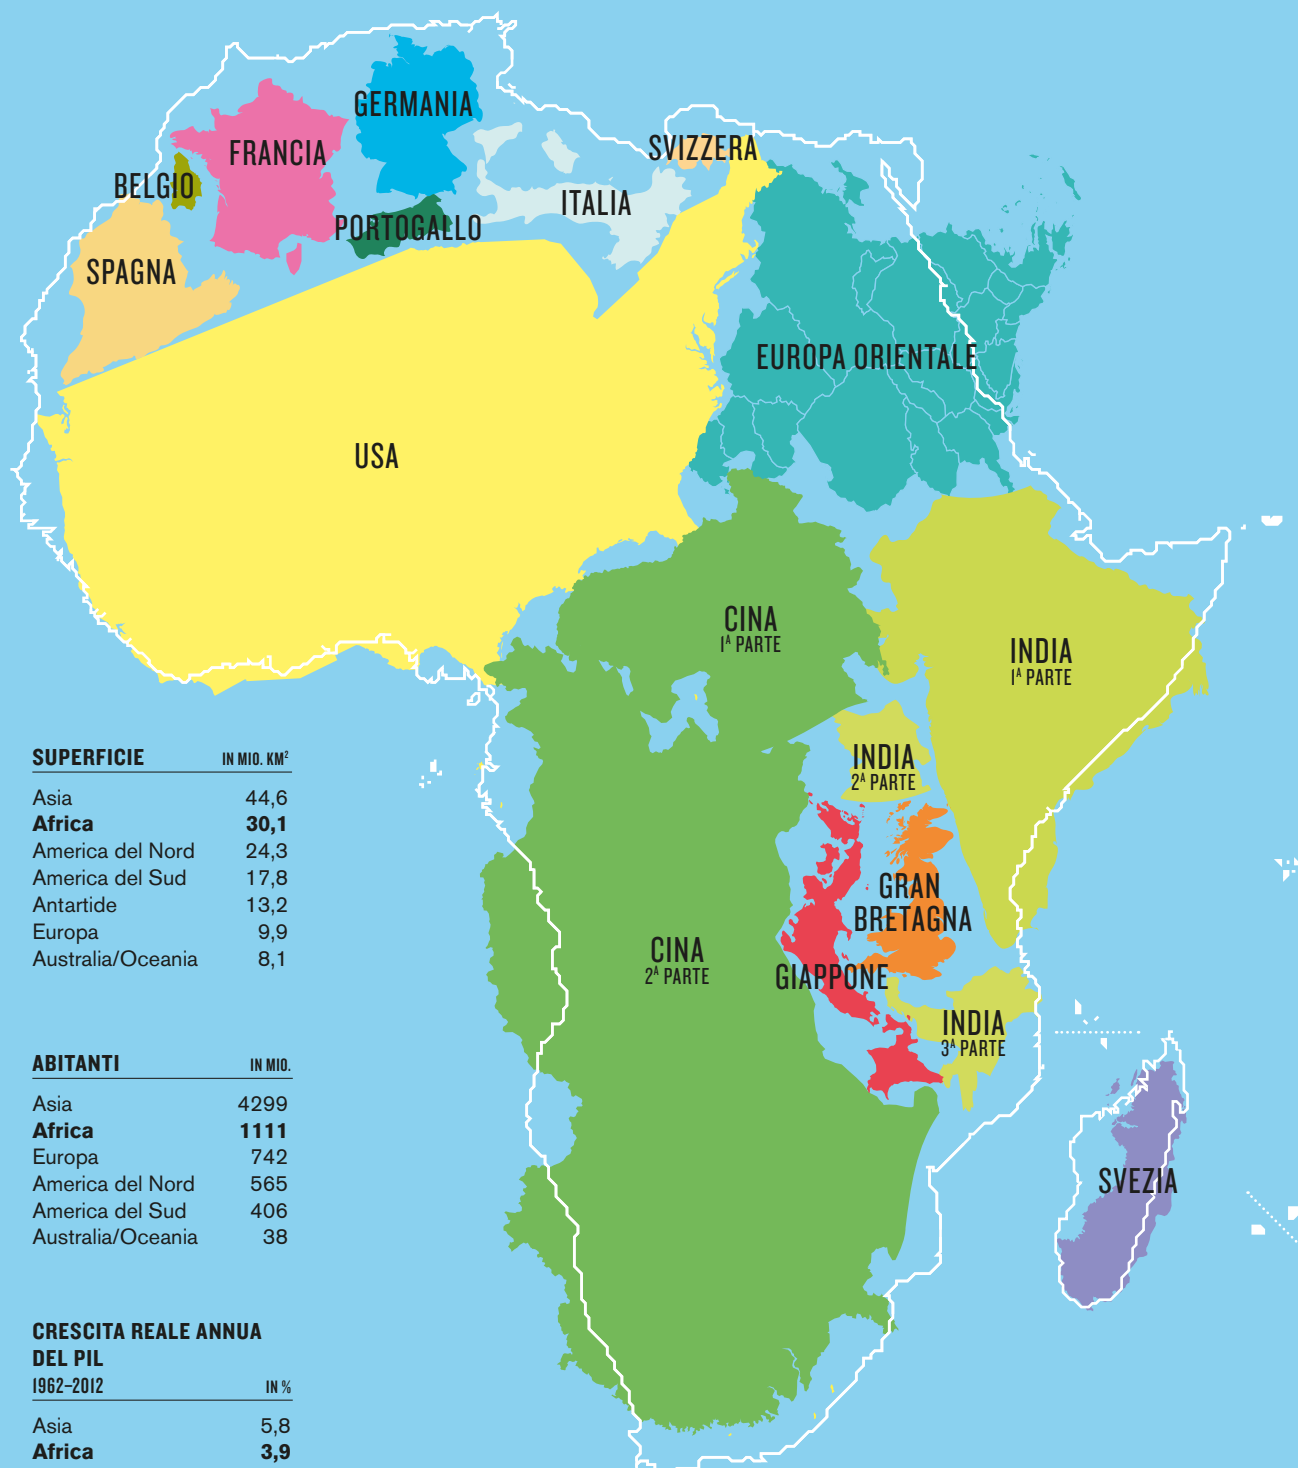 GERMANIA
FRANCIA
SVIZZERA
BELGIO
ITALIA
PORTOGALLO
SPAGNA
EUROPA ORIENTALE
USA
CINA
1ᴬ PARTE
INDIA
1ᴬ PARTE
INDIA
2ᴬ PARTE
GRAN
BRETAGNA
CINA
2ᴬ PARTE
GIAPPONE
INDIA
3ᴬ PARTE
SVEZIA
SUPERFICIE IN MIO. KM²
Asia 44,6
Africa 30,1
America del Nord 24,3
America del Sud 17,8
Antartide 13,2
Europa 9,9
Australia/Oceania 8,1
ABITANTI IN MIO.
Asia 4299
Africa 1111
Europa 742
America del Nord 565
America del Sud 406
Australia/Oceania 38
CRESCITA REALE ANNUA
DEL PIL
1962–2012 IN %
Asia 5,8
Africa 3,9